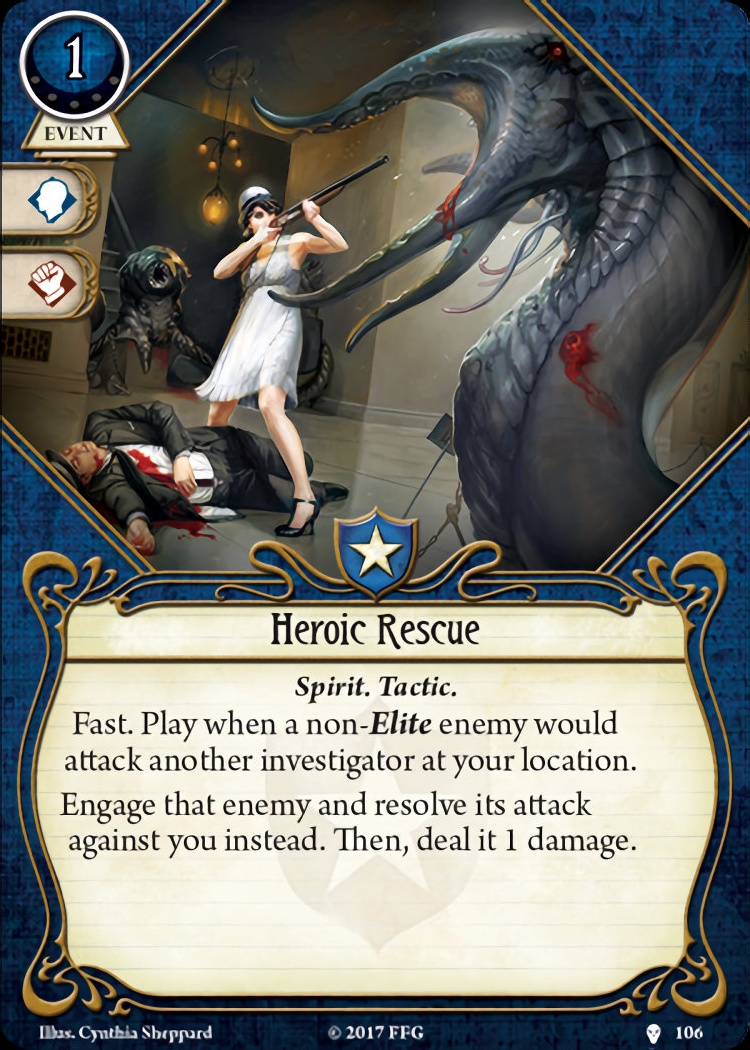 1
EVENT
Heroic Rescue
Spirit. Tactic.
Fast. Play when a non-Elite enemy would
attack another investigator at your location.
Engage that enemy and resolve its attack
against you instead. Then, deal it 1 damage.
Illus. Cynthia Sheppard
© 2017 FFG
106